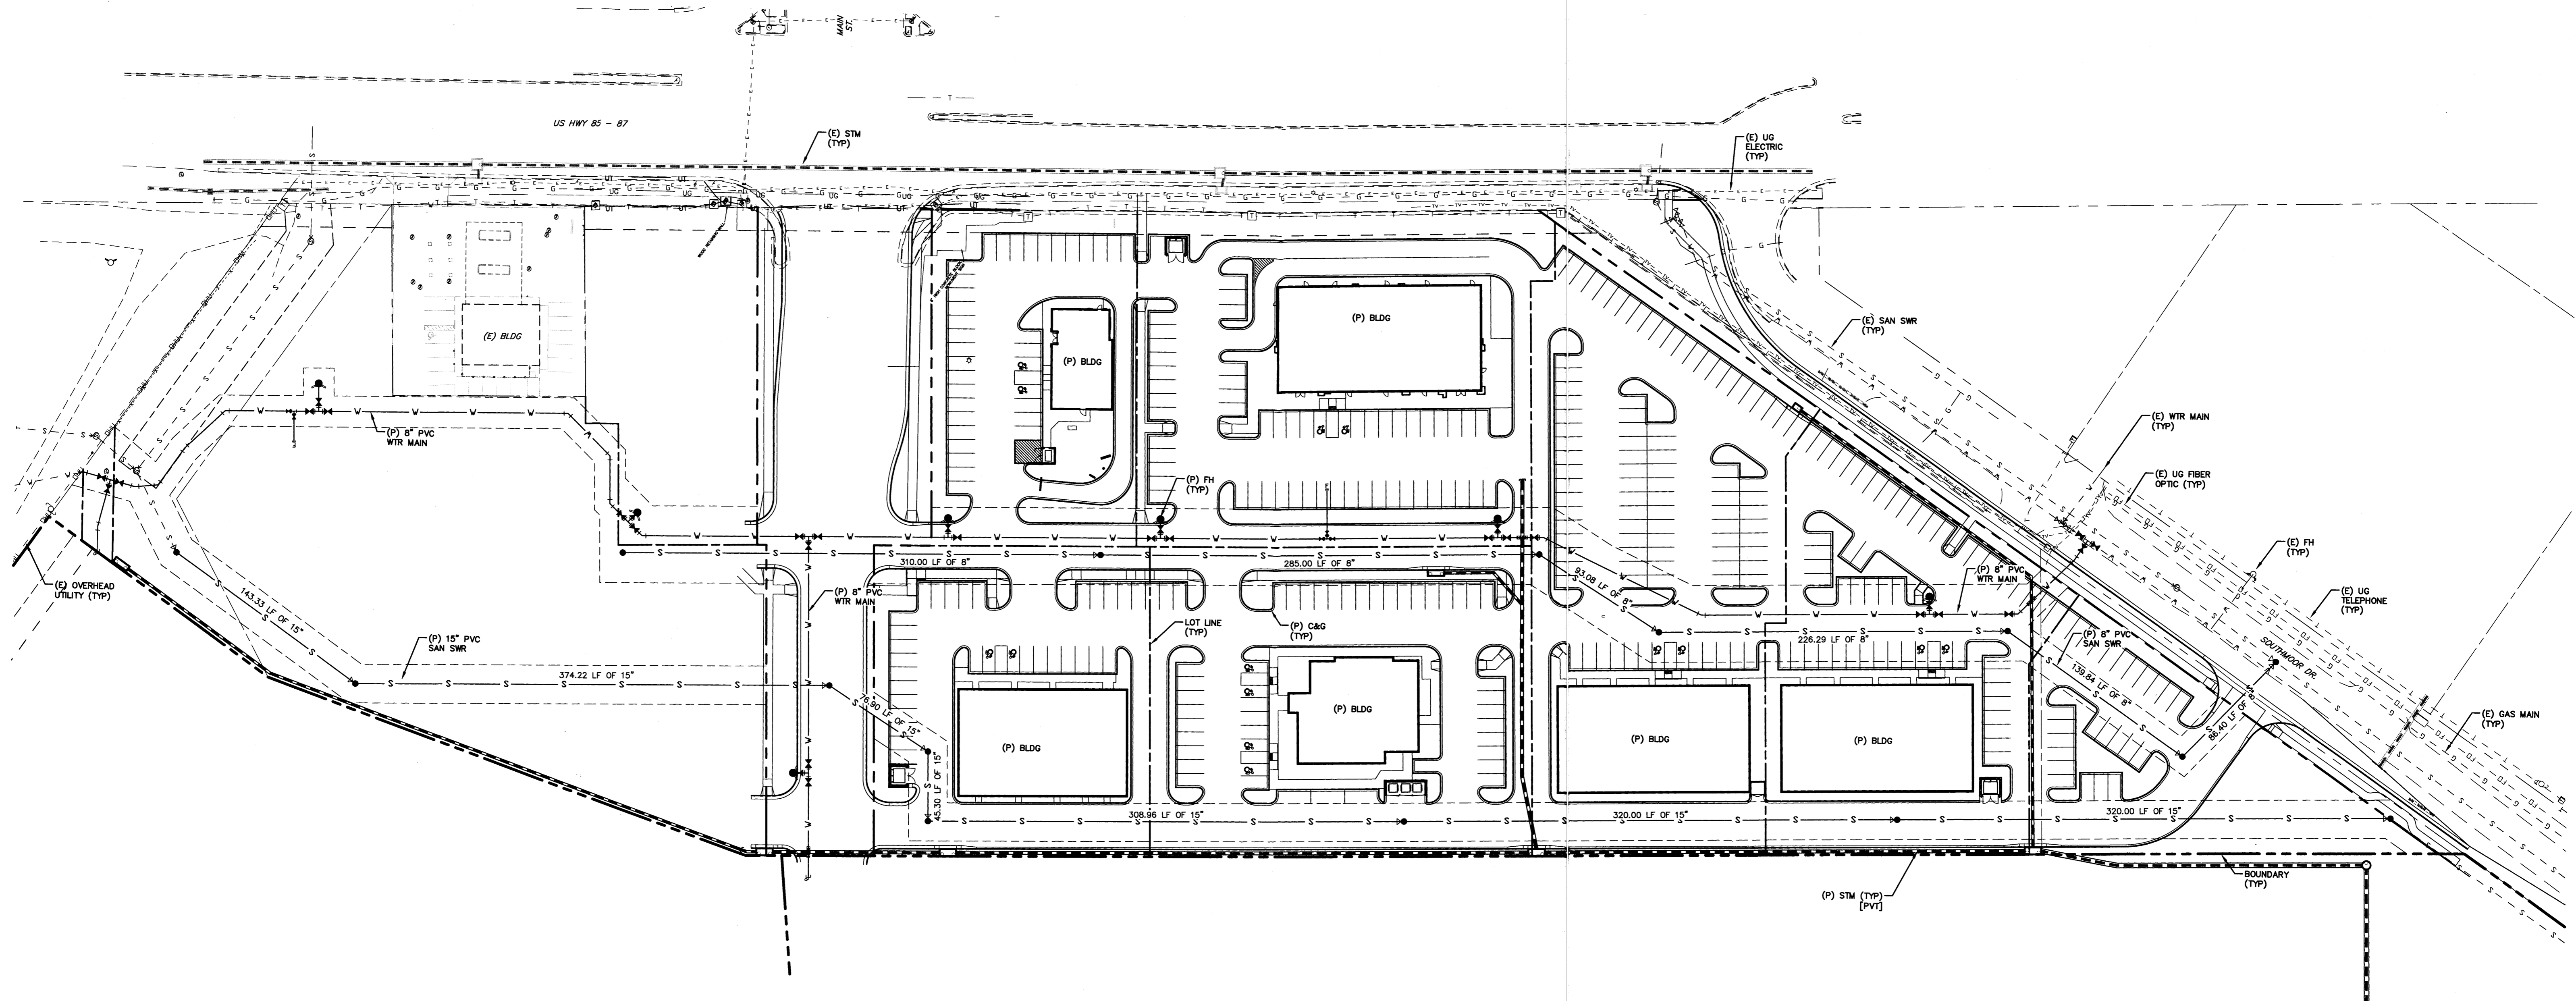 MAIN
ST.
US HWY 85 - 87
(E) STM
(TYP)
(E) UG
ELECTRIC
(TYP)
(E) BLDG
(P) BLDG
(P) BLDG
(E) SAN SWR
(TYP)
(P) 8" PVC
WTR MAIN
(E) WTR MAIN
(TYP)
(E) UG FIBER
OPTIC (TYP)
(P) FH
(TYP)
(E) FH
(TYP)
(E) OVERHEAD
UTILITY (TYP)
143.33 LF OF 15"
310.00 LF OF 8"
285.00 LF OF 8"
93.08 LF OF 8"
(P) 8" PVC
WTR MAIN
(P) 8" PVC
WTR MAIN
(E) UG
TELEPHONE
(TYP)
(P) 15" PVC
SAN SWR
LOT LINE
(TYP)
(P) C&G
(TYP)
226.29 LF OF 8"
(P) 8" PVC
SAN SWR
SOUTHMOOR DR.
374.22 LF OF 15"
76.90 LF OF 15"
139.84 LF OF 8"
86.40 LF OF 8"
(E) GAS MAIN
(TYP)
(P) BLDG
(P) BLDG
(P) BLDG
(P) BLDG
45.30 LF OF 15"
308.96 LF OF 15"
320.00 LF OF 15"
320.00 LF OF 15"
BOUNDARY
(TYP)
(P) STM (TYP)
[PVT]